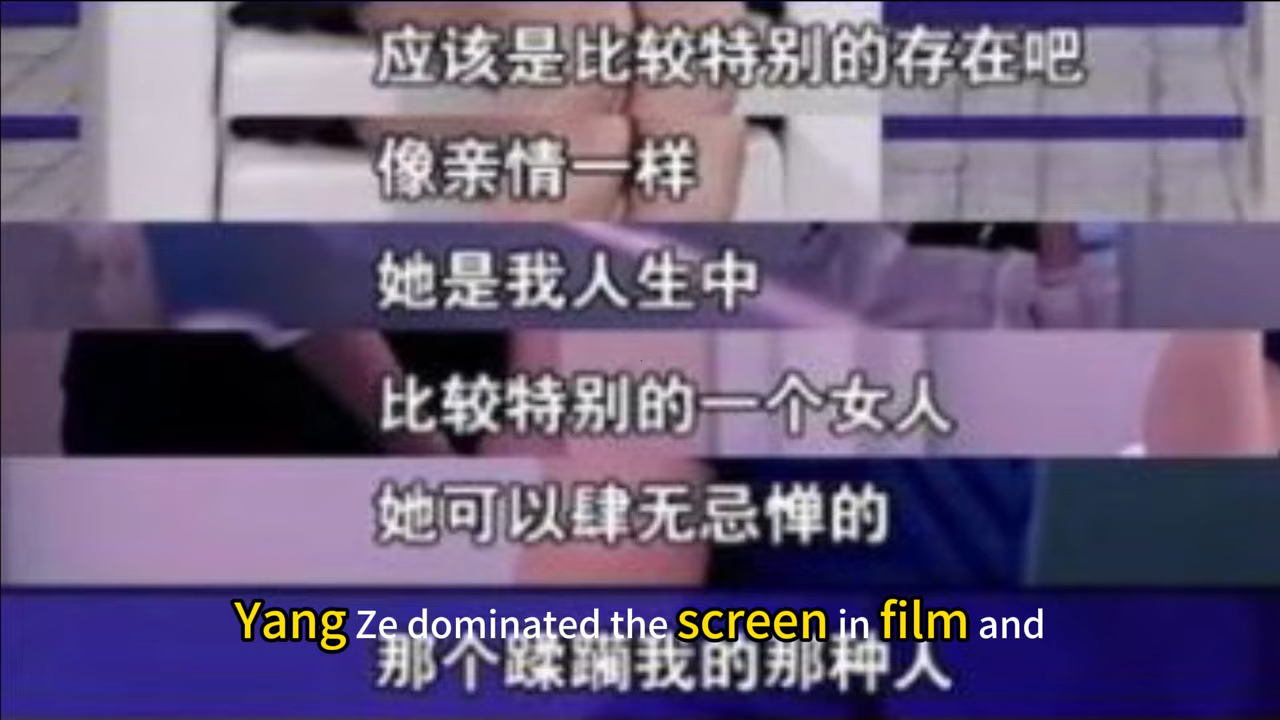 应该是比较特别的存在吧
像亲情一样
她是我人生中
比较特别的一个女人
她可以肆无忌惮的
Yang Ze dominated the screen in film and
那个蹂躏我的那种人